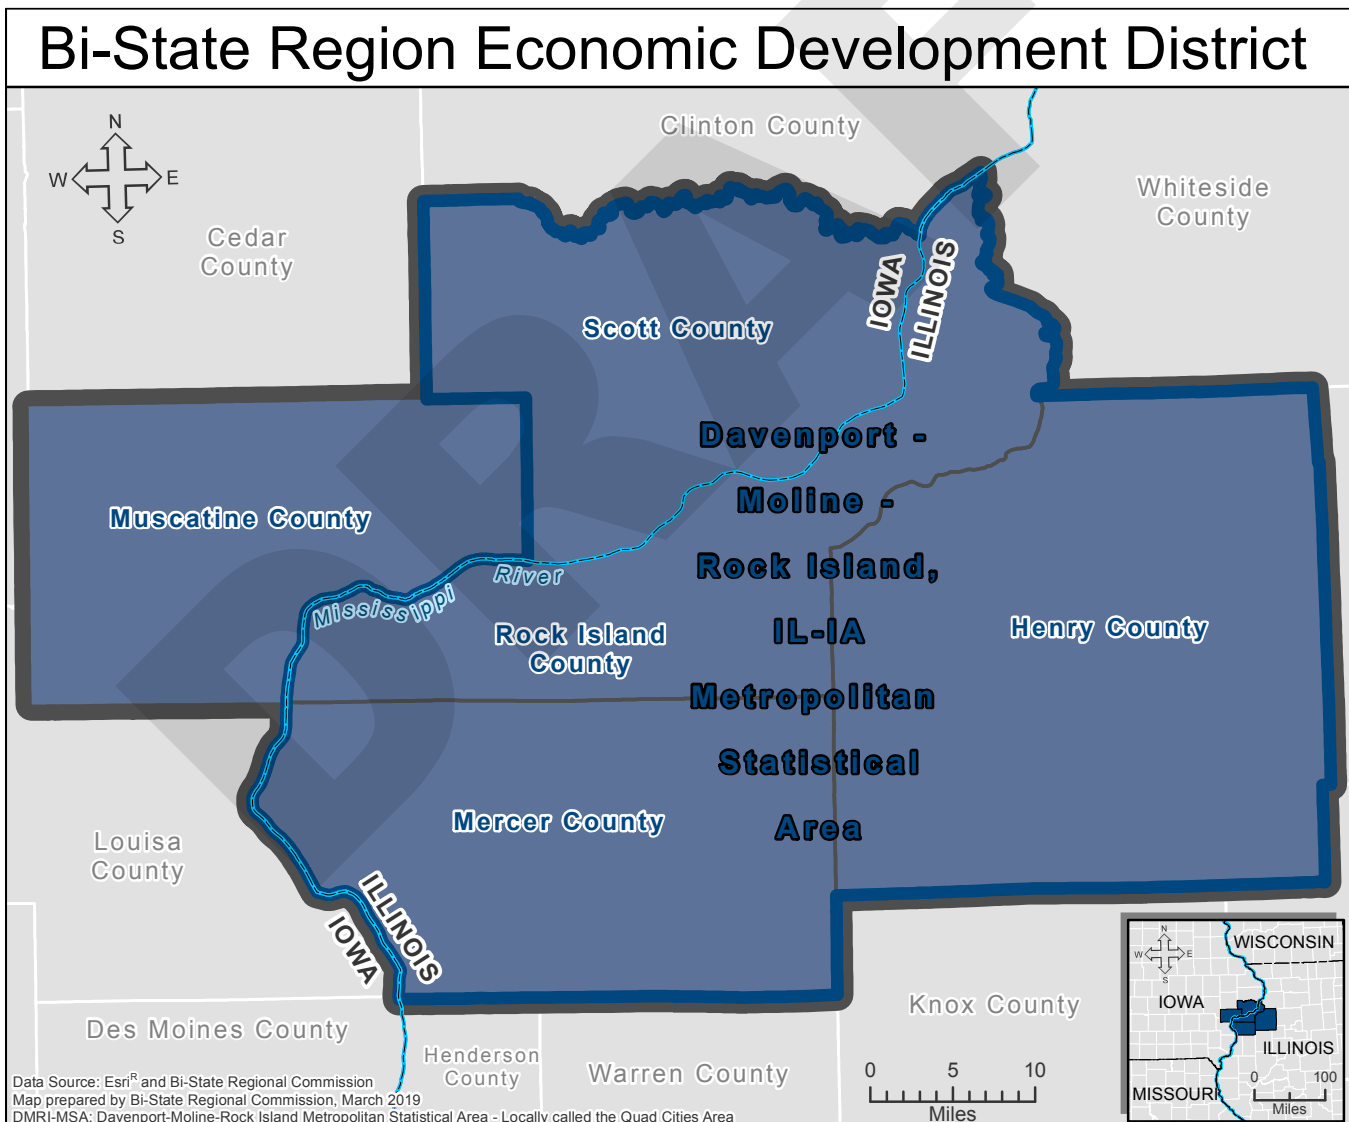 Bi-State Region Economic Development District
Clinton County
Whiteside
County
N
W E
S
Cedar
County
IOWA
ILLINOIS
Scott County
Davenport -
Moline -
Rock Island,
IL-IA
Metropolitan
Statistical
Area
Muscatine County
Mississippi River
Rock Island
County
Henry County
Mercer County
Louisa
County
ILLINOIS
IOWA
Des Moines County
Henderson
County
Warren County
Knox County
0 5 10
Miles
N
W E
S
WISCONSIN
IOWA
ILLINOIS
MISSOURI
0 100
Miles
Data Source: Esri^R and Bi-State Regional Commission
Map prepared by Bi-State Regional Commission, March 2019
DMRI-MSA: Davenport-Moline-Rock Island Metropolitan Statistical Area - Locally called the Quad Cities Area
DRAF